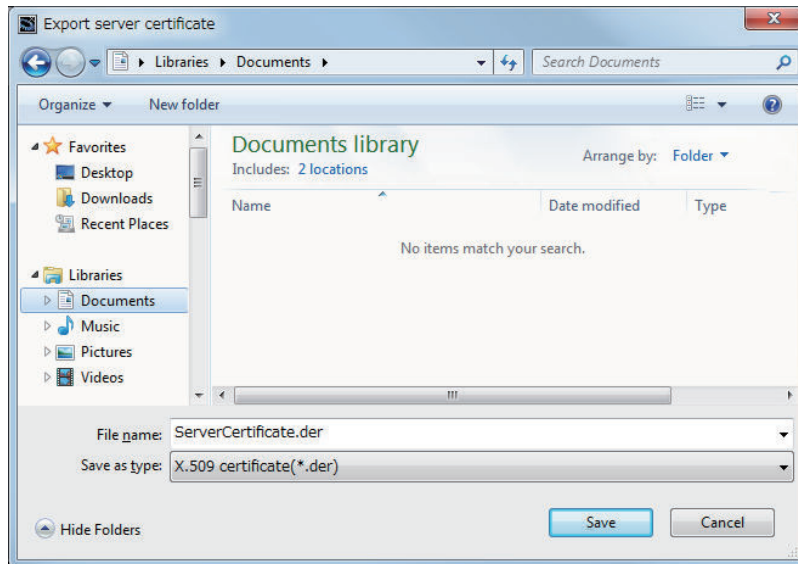 Export server certificate
Libraries Documents
Search Documents
Organize New folder
Favorites
Desktop
Downloads
Recent Places
Libraries
Documents
Music
Pictures
Videos
Documents library
Includes: 2 locations
Arrange by: Folder
Name Date modified Type
No items match your search.
File name: ServerCertificate.der
Save as type: X.509 certificate(*.der)
Hide Folders
Save Cancel